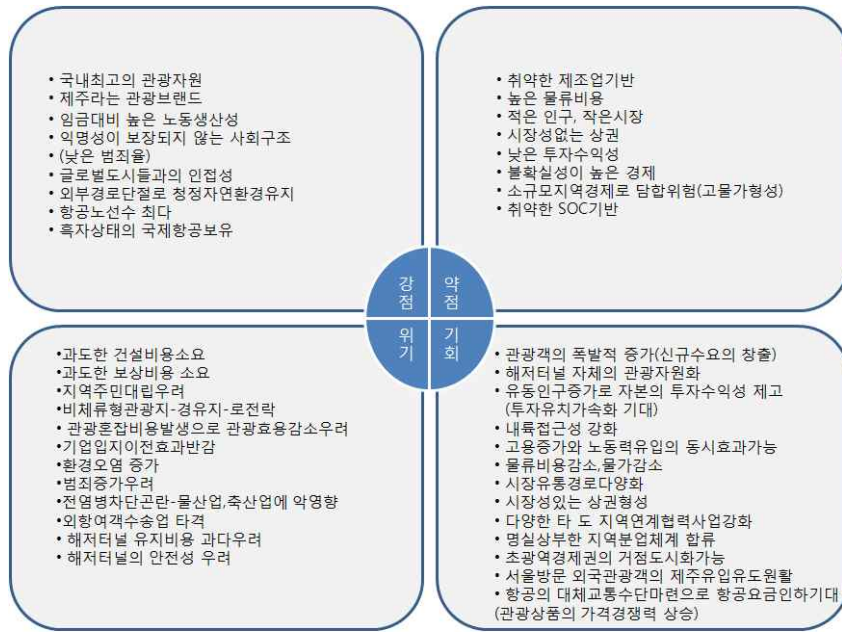 • 국내최고의 관광자원
• 제주라는 관광브랜드
• 임금대비 높은 노동생산성
• 익명성이 보장되지 않는 사회구조
• (낮은 범죄율)
• 글로벌도시들과의 인접성
• 외부경로단절로 청정자연환경유지
• 항공노선수 최다
• 흑자상태의 국제항공보유
• 취약한 제조업기반
• 높은 물류비용
• 적은 인구, 작은시장
• 시장성없는 상권
• 낮은 투자수익성
• 불확실성이 높은 경제
• 소규모지역경제로 담합위험(고물가형성)
• 취약한 SOC기반
강점
약점
위기
기회
•과도한 건설비용소요
•과도한 보상비용 소요
•지역주민대립우려
•비체류형관광지-경유지-로전락
• 관광혼잡비용발생으로 관광효용감소우려
•기업입지이전효과반감
•환경오염 증가
•범죄증가우려
•전염병차단곤란-물산업,축산업에 악영향
•외항여객수송업 타격
• 해저터널 유지비용 과다우려
• 해저터널의 안전성 우려
• 관광객의 폭발적 증가(신규수요의 창출)
• 해저터널 자체의 관광자원화
• 유동인구증가로 자본의 투자수익성 제고
(투자유치가속화 기대)
• 내륙접근성 강화
• 고용증가와 노동력유입의 동시효과가능
• 물류비용감소,물가감소
• 시장유통경로다양화
• 시장성있는 상권형성
• 다양한 타 도 지역연계협력사업강화
• 명실상부한 지역분업체계 합류
• 초광역경제권의 거점도시화가능
• 서울방문 외국관광객의 제주유입유도원활
• 항공의 대체교통수단마련으로 항공요금인하기대
(관광상품의 가격경쟁력 상승)